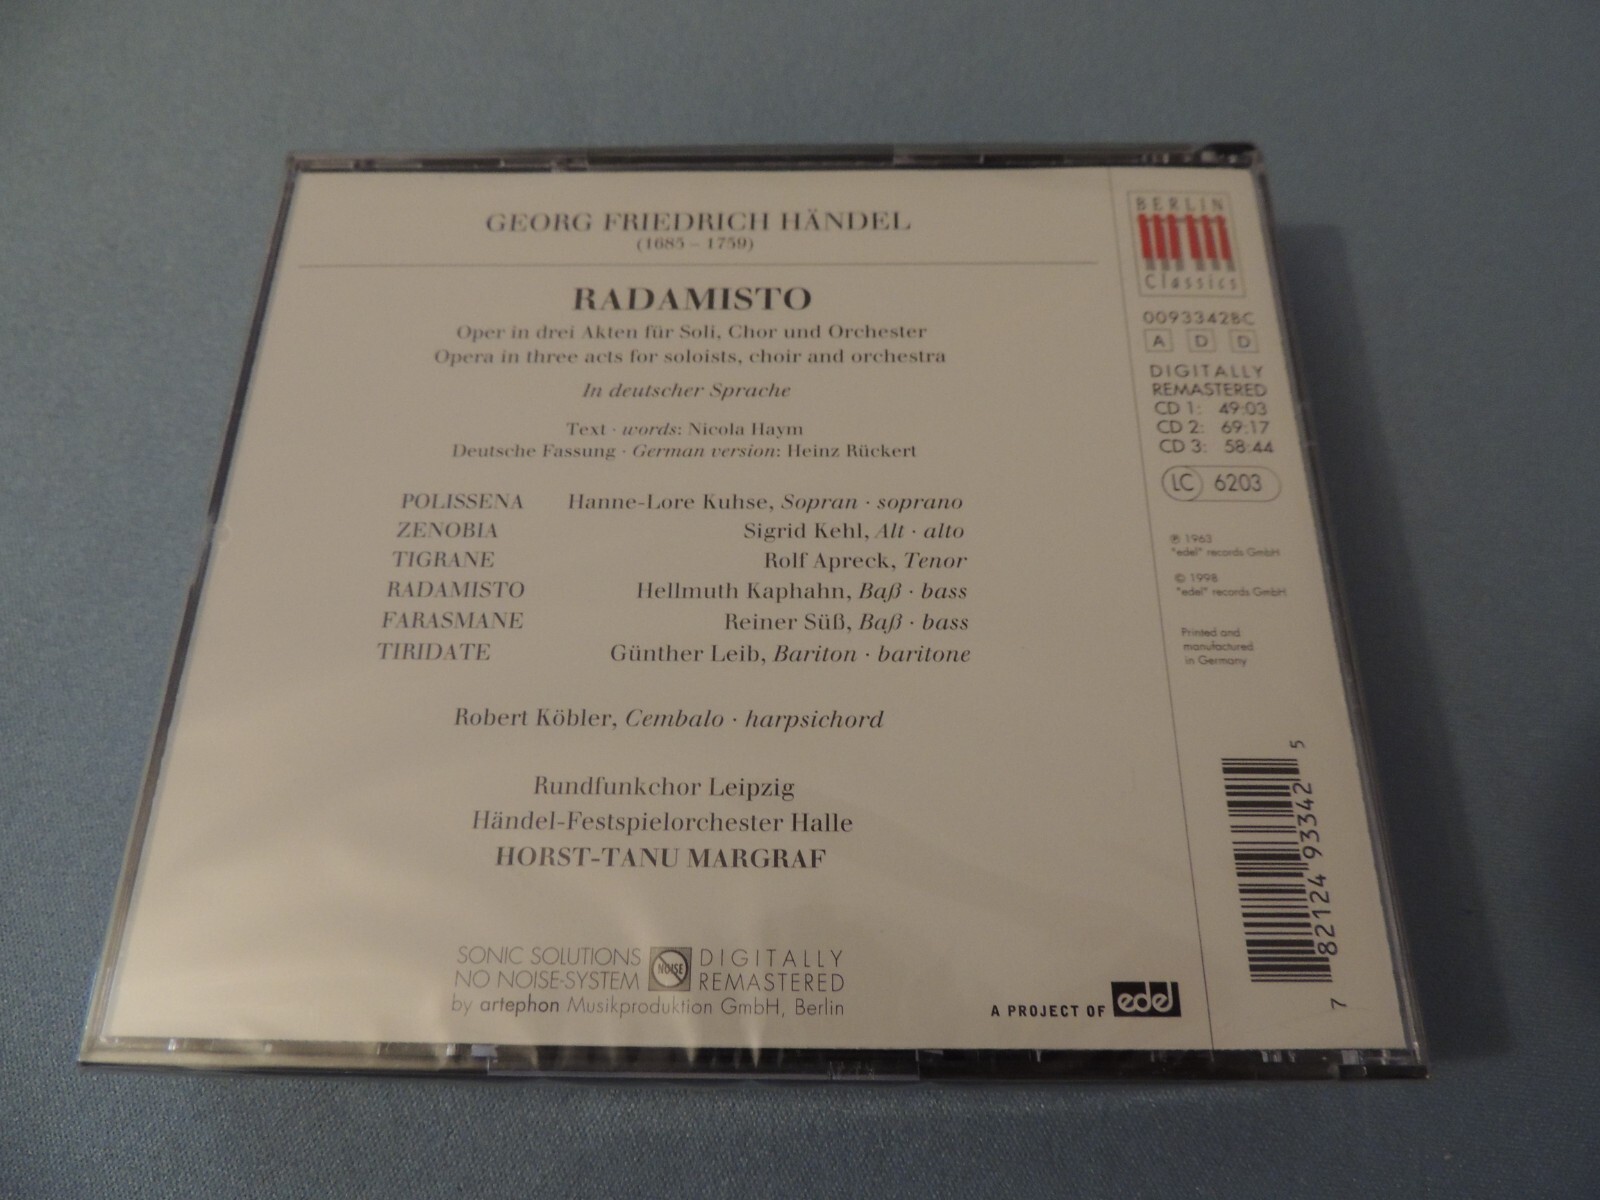 GEORG FRIEDRICH HÄNDEL
(1685 – 1759)
RADAMISTO
Oper in drei Akten für Soli, Chor und Orchester
Opera in three acts for soloists, choir and orchestra
In deutscher Sprache
Text · words: Nicola Haym
Deutsche Fassung · German version: Heinz Rückert
POLISSENA Hanne-Lore Kuhse, Sopran · soprano
ZENOBIA Sigrid Kehl, Alt · alto
TIGRANE Rolf Apreck, Tenor
RADAMISTO Hellmuth Kaphahn, Baß · bass
FARASMANE Reiner Süß, Baß · bass
TIRIDATE Günther Leib, Bariton · baritone
Robert Köbler, Cembalo · harpsichord
Rundfunkchor Leipzig
Händel-Festspielorchester Halle
HORST-TANU MARGRAF
SONIC SOLUTIONS
NO NOISE-SYSTEM
NOISE
DIGITALLY
REMASTERED
by artephon Musikproduktion GmbH, Berlin
A PROJECT OF edel
BERLIN
Classics
0093342BC
A D D
DIGITALLY
REMASTERED
CD 1: 49:03
CD 2: 69:17
CD 3: 58:44
LC 6203
℗ 1963
"edel" records GmbH
© 1998
"edel" records GmbH
Printed and
manufactured
in Germany
7 82124 93342 5